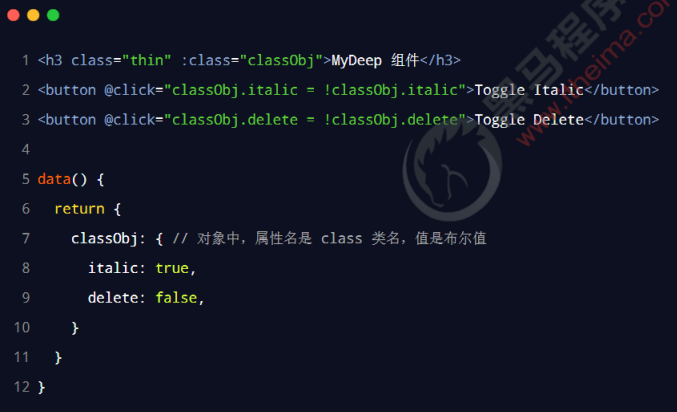 1 <h3 class="thin" :class="classObj">MyDeep 组件</h3>
2 <button @click="classObj.italic = !classObj.italic">Toggle Italic</button>
3 <button @click="classObj.delete = !classObj.delete">Toggle Delete</button>
4
5 data() {
6   return {
7     classObj: { // 对象中，属性名是 class 类名，值是布尔值
8       italic: true,
9       delete: false,
10     }
11   }
12 }
黑马程序
www.itheima.co